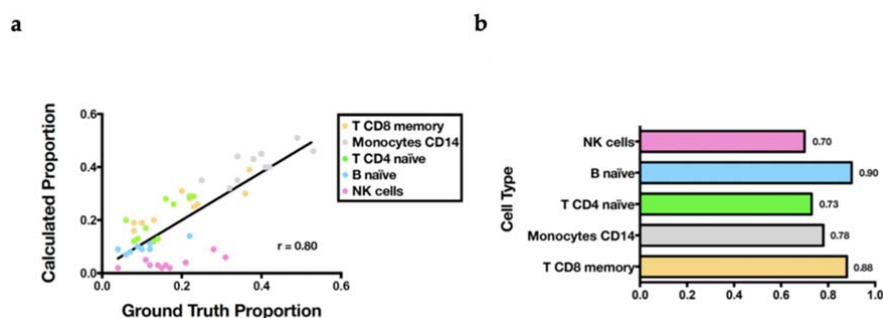 a
b
Calculated Proportion
0.6
0.4
0.2
0.0
0.0 0.2 0.4 0.6
Ground Truth Proportion
r = 0.80
T CD8 memory
Monocytes CD14
T CD4 naïve
B naïve
NK cells
Cell Type
NK cells 0.70
B naïve 0.90
T CD4 naïve 0.73
Monocytes CD14 0.78
T CD8 memory 0.88
0.0 0.2 0.4 0.6 0.8 1.0